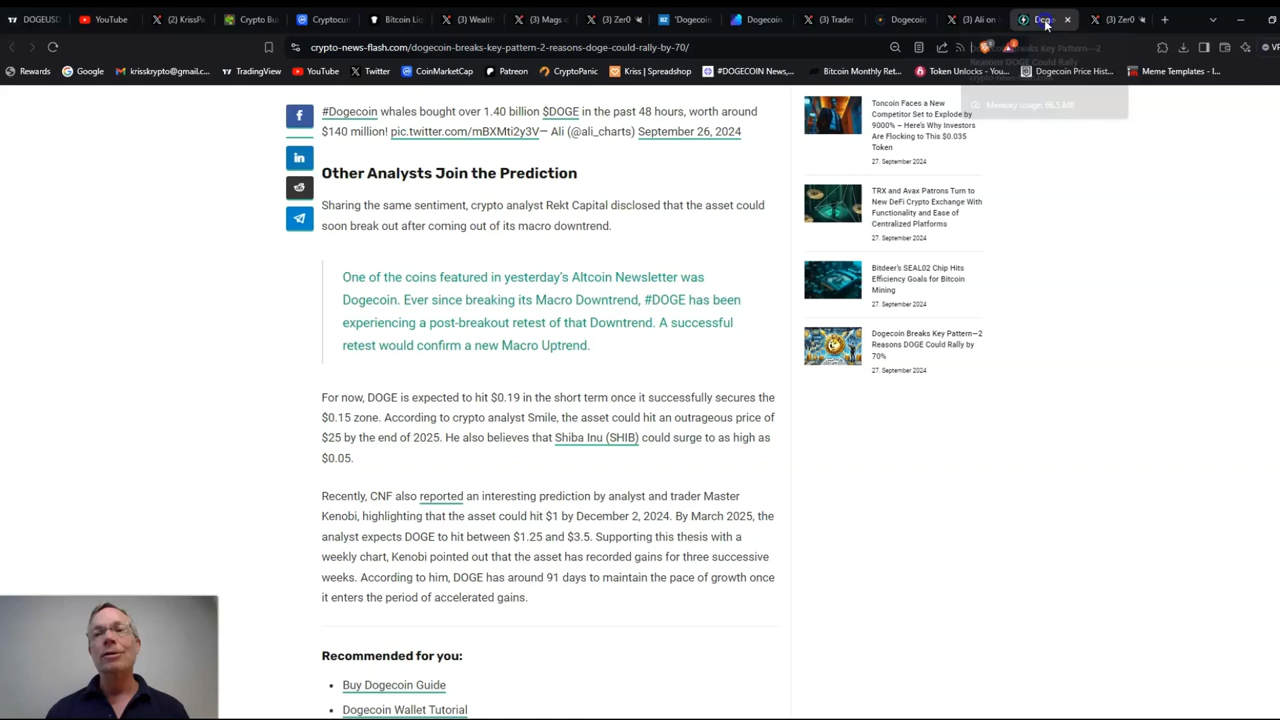 DOGEUSD
YouTube
(2) KrissPa
Crypto Bul
Cryptocurr
Bitcoin Liq
(3) Wealth
(3) Mags o
(3) Zer0
"Dogecoin
Dogecoin
(3) Trader
Dogecoin
(3) Ali on
Doge
(3) Zer0
crypto-news-flash.com/dogecoin-breaks-key-pattern-2-reasons-doge-could-rally-by-70/
Dogecoin Breaks Key Pattern—2
Reasons DOGE Could Rally
Memory usage: 66.5 MB
Rewards
Google
krisskrypto@gmail.c...
TradingView
YouTube
Twitter
CoinMarketCap
Patreon
CryptoPanic
Kriss | Spreadshop
#DOGECOIN News,...
Bitcoin Monthly Ret...
Token Unlocks - You...
Dogecoin Price Hist...
Meme Templates - I...
#Dogecoin whales bought over 1.40 billion $DOGE in the past 48 hours, worth around
$140 million! pic.twitter.com/mBXMti2y3V— Ali (@ali_charts) September 26, 2024
Other Analysts Join the Prediction
Sharing the same sentiment, crypto analyst Rekt Capital disclosed that the asset could
soon break out after coming out of its macro downtrend.
One of the coins featured in yesterday's Altcoin Newsletter was
Dogecoin. Ever since breaking its Macro Downtrend, #DOGE has been
experiencing a post-breakout retest of that Downtrend. A successful
retest would confirm a new Macro Uptrend.
For now, DOGE is expected to hit $0.19 in the short term once it successfully secures the
$0.15 zone. According to crypto analyst Smile, the asset could hit an outrageous price of
$25 by the end of 2025. He also believes that Shiba Inu (SHIB) could surge to as high as
$0.05.
Recently, CNF also reported an interesting prediction by analyst and trader Master
Kenobi, highlighting that the asset could hit $1 by December 2, 2024. By March 2025, the
analyst expects DOGE to hit between $1.25 and $3.5. Supporting this thesis with a
weekly chart, Kenobi pointed out that the asset has recorded gains for three successive
weeks. According to him, DOGE has around 91 days to maintain the pace of growth once
it enters the period of accelerated gains.
Recommended for you:
• Buy Dogecoin Guide
• Dogecoin Wallet Tutorial
Toncoin Faces a New
Competitor Set to Explode by
9000% – Here's Why Investors
Are Flocking to This $0.035
Token
27. September 2024
TRX and Avax Patrons Turn to
New DeFi Crypto Exchange With
Functionality and Ease of
Centralized Platforms
27. September 2024
Bitdeer's SEAL02 Chip Hits
Efficiency Goals for Bitcoin
Mining
27. September 2024
Dogecoin Breaks Key Pattern—2
Reasons DOGE Could Rally by
70%
27. September 2024